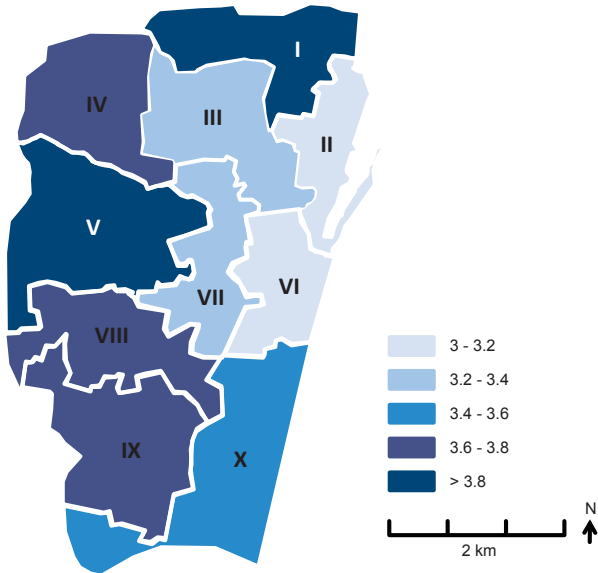 I
IV
III
II
V
VI
VII
VIII
3 - 3.2
3.2 - 3.4
3.4 - 3.6
3.6 - 3.8
> 3.8
IX
X
N
2 km